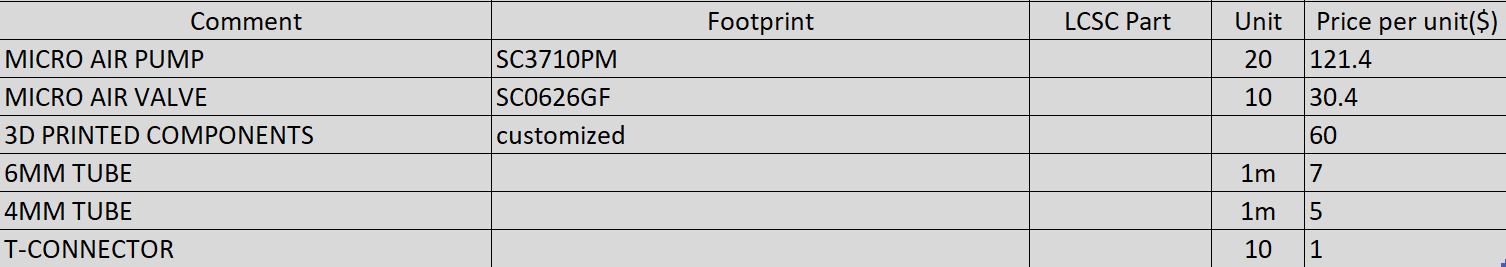 Comment Footprint LCSC Part Unit Price per unit($)
MICRO AIR PUMP SC3710PM 20 121.4
MICRO AIR VALVE SC0626GF 10 30.4
3D PRINTED COMPONENTS customized 60
6MM TUBE 1m 7
4MM TUBE 1m 5
T-CONNECTOR 10 1